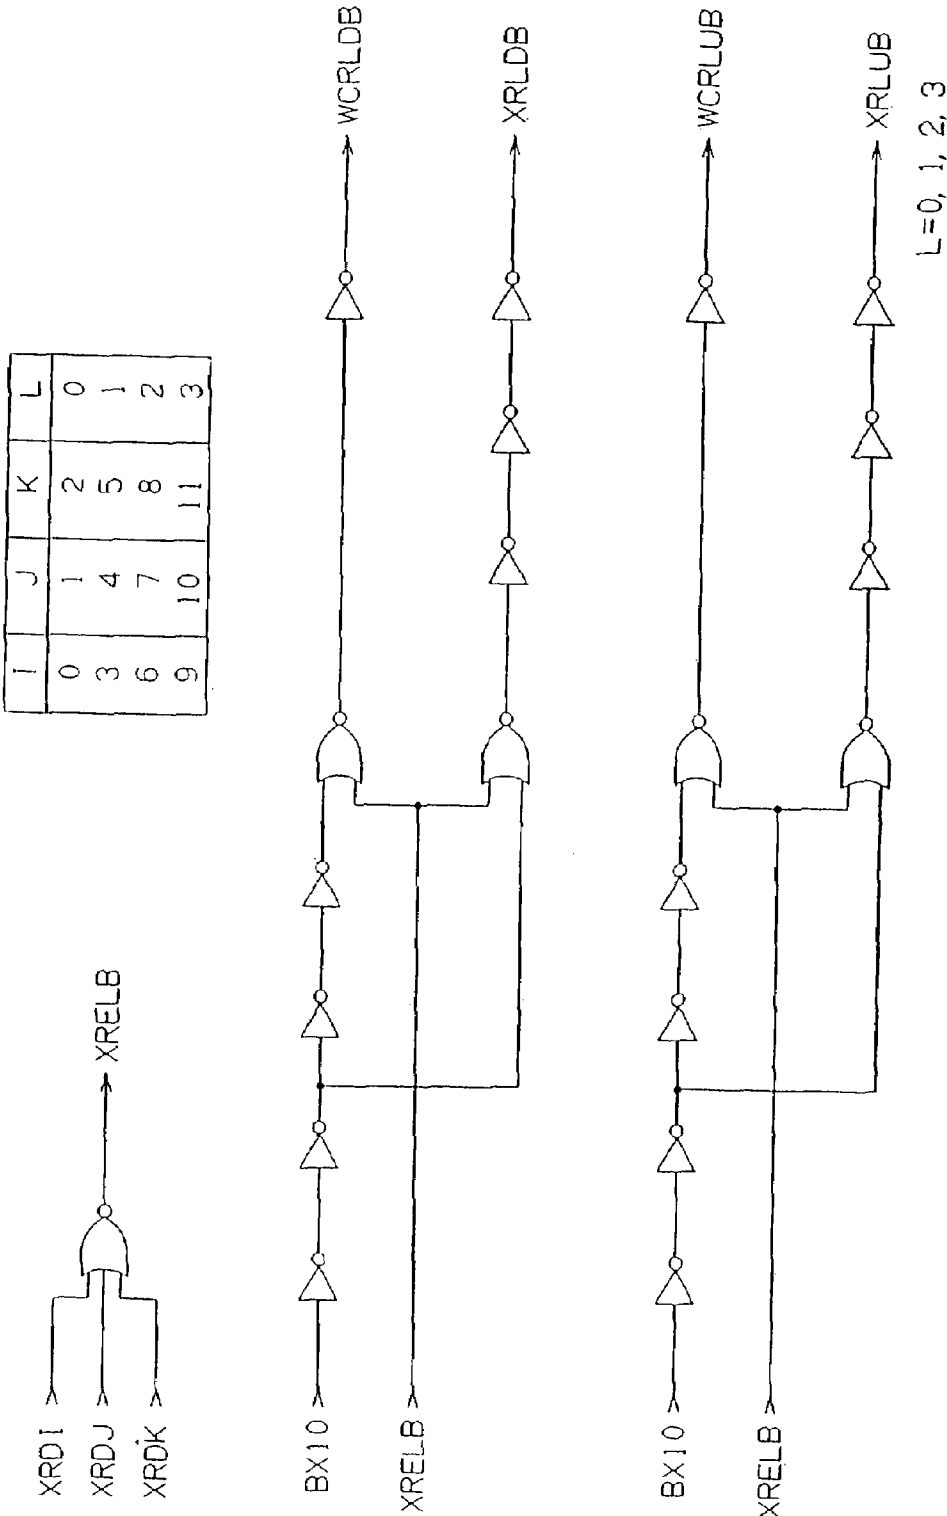 I J K L
0 1 2 0
3 4 5 1
6 7 8 2
9 10 11 3
XRDI
XRDJ
XRDK
XRELB
BX10
XRELB
WCRLDB
XRLDB
BX10
XRELB
WCRLUB
XRLUB
L=0, 1, 2, 3